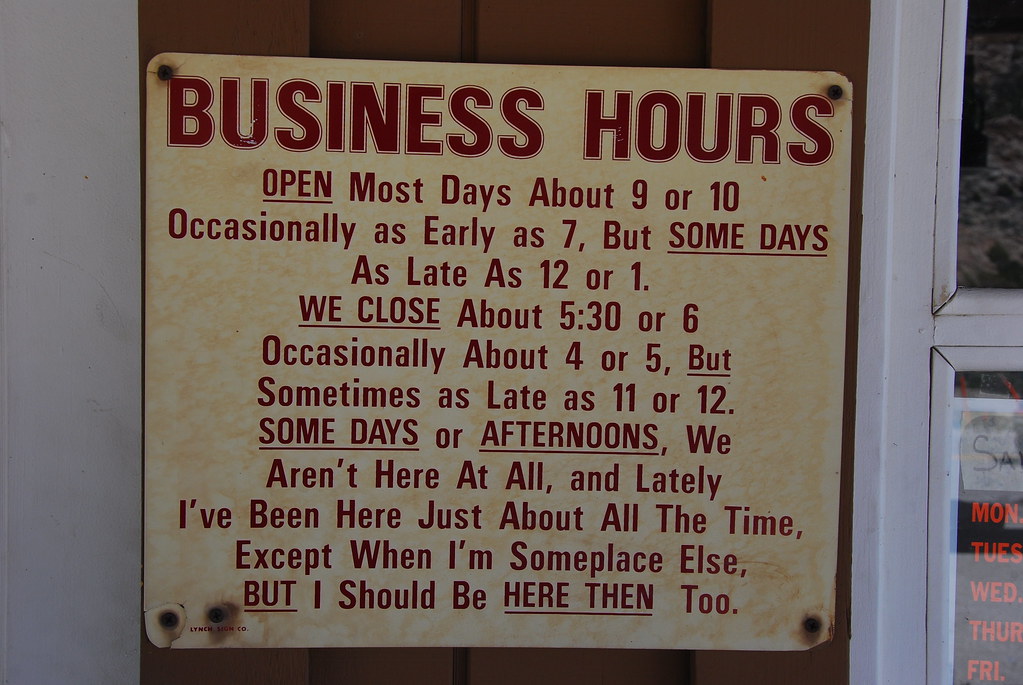 BUSINESS HOURS
OPEN Most Days About 9 or 10
Occasionally as Early as 7, But SOME DAYS
As Late As 12 or 1.
WE CLOSE About 5:30 or 6
Occasionally About 4 or 5, But
Sometimes as Late as 11 or 12.
SOME DAYS or AFTERNOONS, We
Aren't Here At All, and Lately
I've Been Here Just About All The Time,
Except When I'm Someplace Else,
BUT I Should Be HERE THEN Too.
LYNCH SIGN CO.
MON.
TUES
WED.
THUR
FRI.